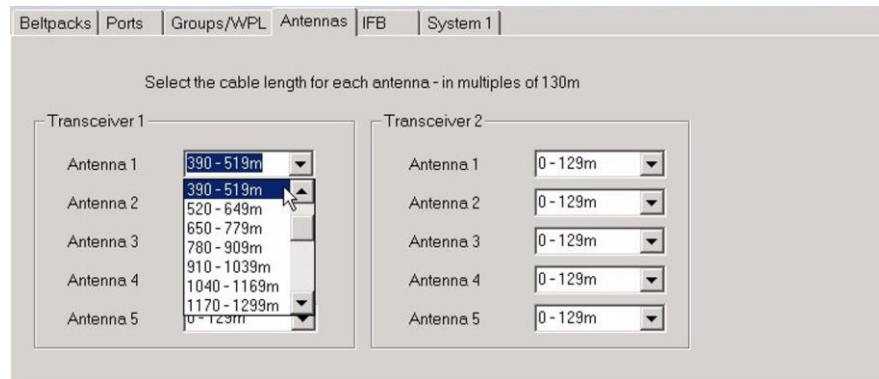 Beltpacks Ports Groups/WPL Antennas IFB System 1
Select the cable length for each antenna - in multiples of 130m
Transceiver 1
Antenna 1 390 - 519m
390 - 519m
520 - 649m
650 - 779m
780 - 909m
910 - 1039m
1040 - 1169m
1170 - 1299m
Antenna 2
Antenna 3
Antenna 4
Antenna 5 0 - 129m
Transceiver 2
Antenna 1 0 - 129m
Antenna 2 0 - 129m
Antenna 3 0 - 129m
Antenna 4 0 - 129m
Antenna 5 0 - 129m